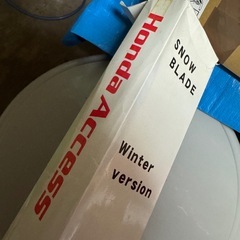 Honda Access
SNOW
BLADE
Winter
version